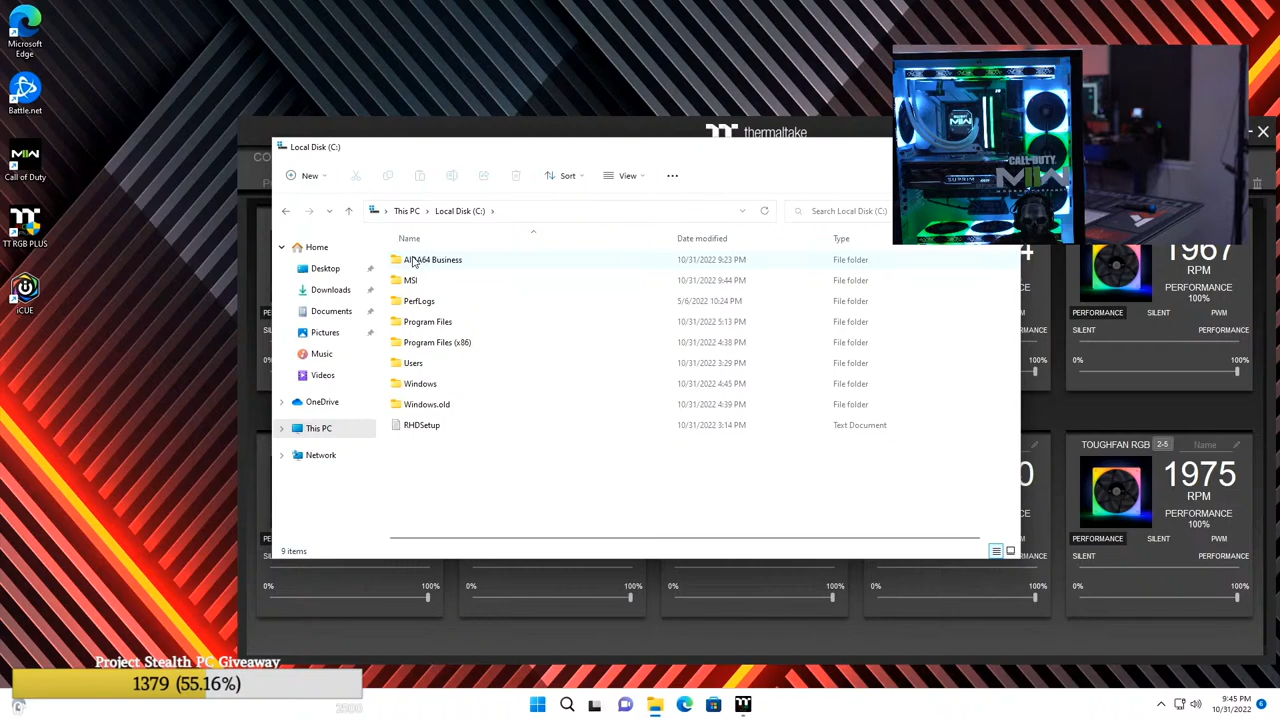 Microsoft
Edge
Battle.net
Call of Duty
TT RGB PLUS
iCUE
thermaltake
Local Disk (C:)
New
Sort
View
This PC
Local Disk (C:)
Search Local Disk (C:)
Name
Date modified
Type
Home
Desktop
Downloads
Documents
Pictures
Music
Videos
OneDrive
This PC
Network
AIDA64 Business 10/31/2022 9:23 PM File folder
MSI 10/31/2022 9:44 PM File folder
PerfLogs 5/6/2022 10:24 PM File folder
Program Files 10/31/2022 5:13 PM File folder
Program Files (x86) 10/31/2022 4:38 PM File folder
Users 10/31/2022 3:29 PM File folder
Windows 10/31/2022 4:45 PM File folder
Windows.old 10/31/2022 4:39 PM File folder
RHDSetup 10/31/2022 3:14 PM Text Document
9 items
CALL OF DUTY
MW
1967
RPM
PERFORMANCE
100%
PERFORMANCE SILENT PWM
SILENT PERFORMANCE
0% 100%
TOUGHFAN RGB 2-5 Name
1975
RPM
PERFORMANCE
100%
PERFORMANCE SILENT PWM
SILENT PERFORMANCE
0% 100% 0% 100% 0% 100% 0% 100% 0% 100%
Project Stealth PC Giveaway
1379 (55.16%)
2500
9:45 PM
10/31/2022
6